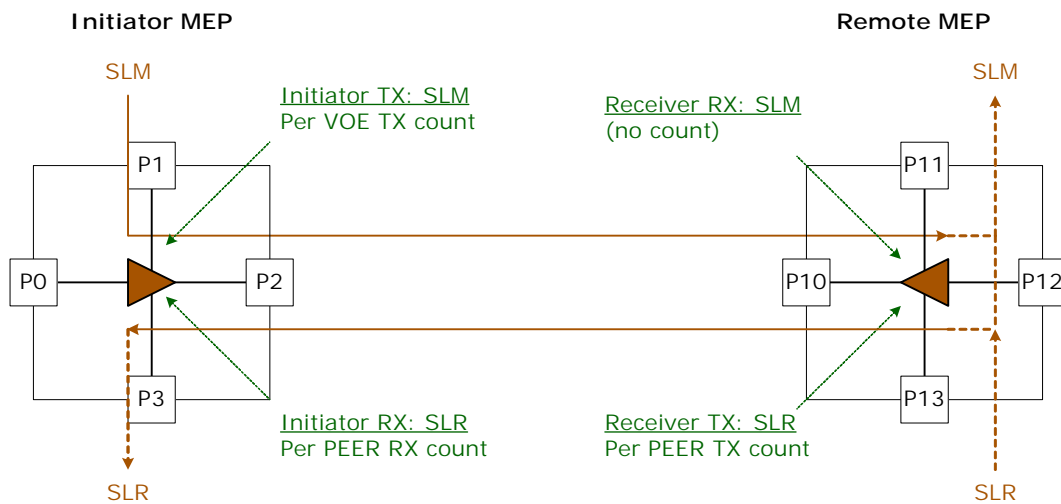 Initiator MEP
Remote MEP
SLM
SLM
Initiator TX: SLM
Per VOE TX count
Receiver RX: SLM
(no count)
P1
P11
P0
P2
P10
P12
P3
P13
Initiator RX: SLR
Per PEER RX count
Receiver TX: SLR
Per PEER TX count
SLR
SLR